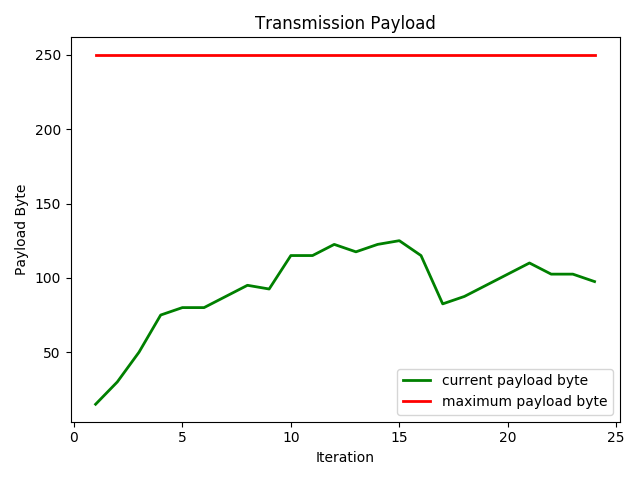 Transmission Payload
Payload Byte
250
200
150
100
50
current payload byte
maximum payload byte
0 5 10 15 20 25
Iteration